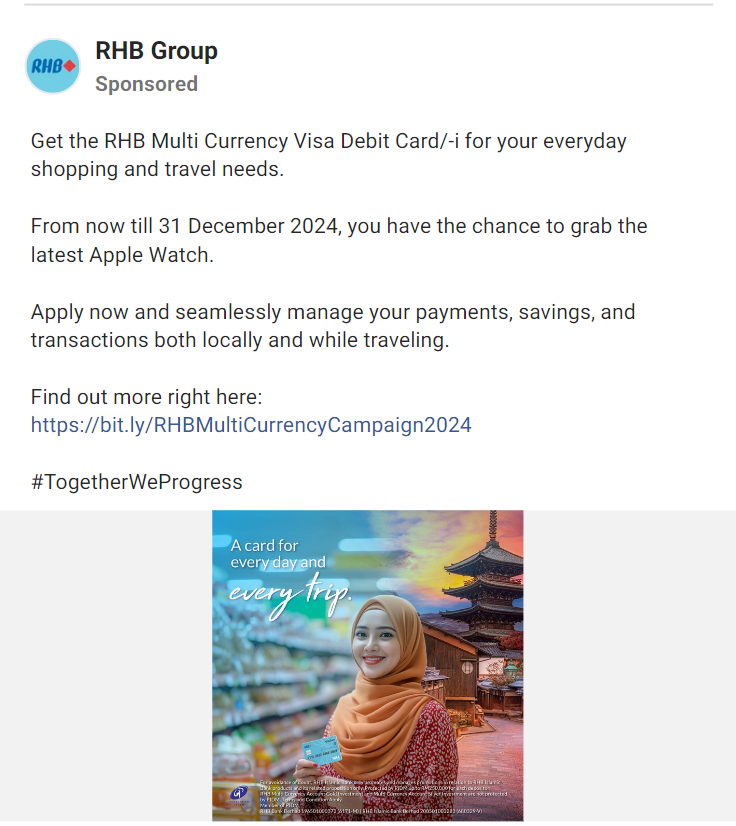 RHB
RHB Group
Sponsored
Get the RHB Multi Currency Visa Debit Card/-i for your everyday
shopping and travel needs.
From now till 31 December 2024, you have the chance to grab the
latest Apple Watch.
Apply now and seamlessly manage your payments, savings, and
transactions both locally and while traveling.
Find out more right here:
https://bit.ly/RHBMultiCurrencyCampaign2024
#TogetherWeProgress
A card for
every day and
every trip.
Member of PIDM